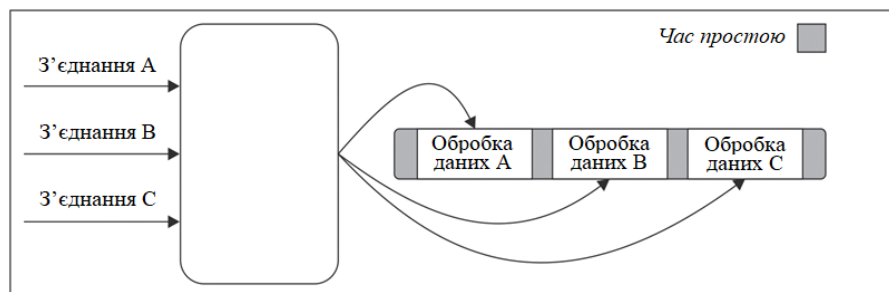 Час простою
З’єднання A
З’єднання B
З’єднання C
Обробка
даних A
Обробка
даних B
Обробка
даних C